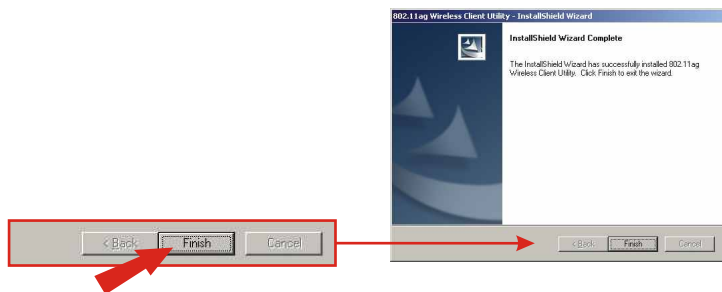 802.11ag Wireless Client Utility - InstallShield Wizard
InstallShield Wizard Complete
The InstallShield Wizard has successfully installed 802.11ag
Wireless Client Utility. Click Finish to exit the wizard.
< Back Finish Cancel
< Back Finish Cancel